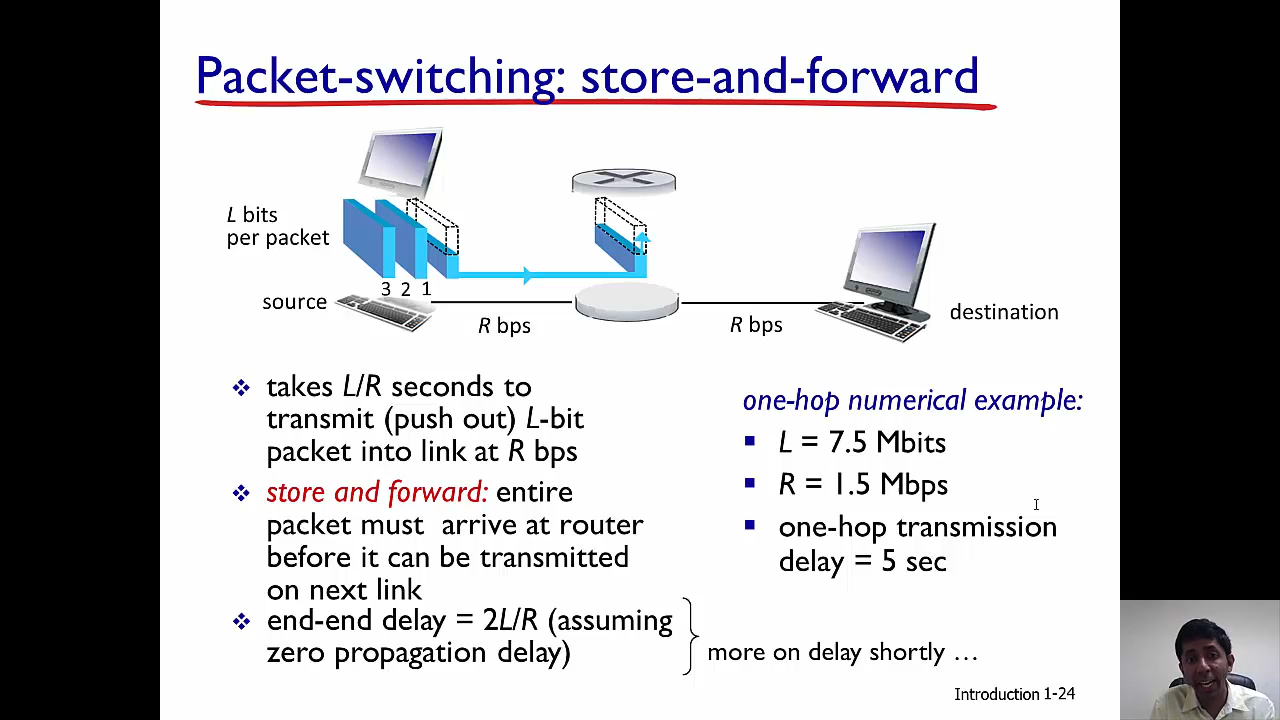 Packet-switching: store-and-forward
L bits
per packet
3 2 1
source
R bps
R bps
destination
takes L/R seconds to
transmit (push out) L-bit
packet into link at R bps
store and forward: entire
packet must arrive at router
before it can be transmitted
on next link
end-end delay = 2L/R (assuming
zero propagation delay)
one-hop numerical example:
L = 7.5 Mbits
R = 1.5 Mbps
one-hop transmission
delay = 5 sec
more on delay shortly …
Introduction 1-24